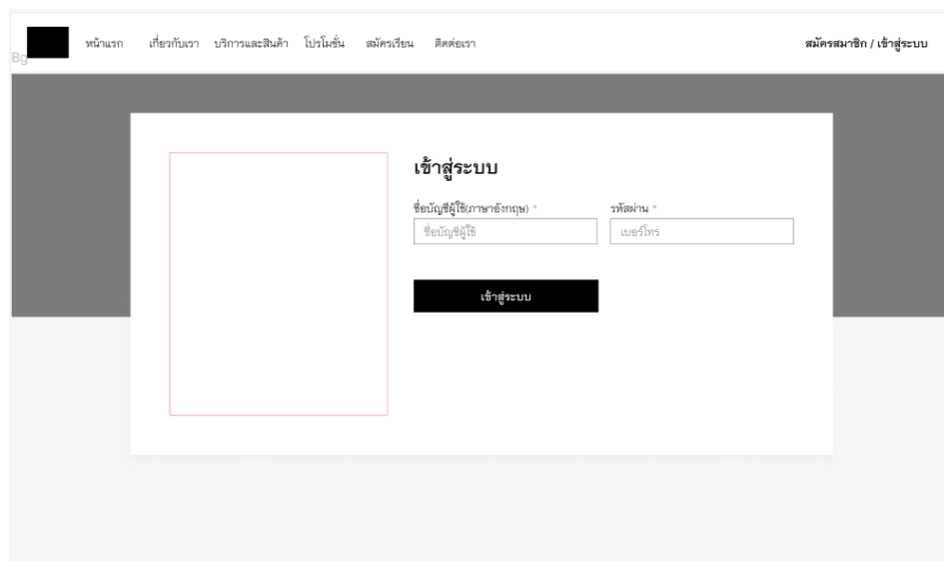 หน้าแรก เกี่ยวกับเรา บริการและสินค้า โปรโมชั่น สมัครเรียน ติดต่อเรา สมัครสมาชิก / เข้าสู่ระบบ
Bg
เข้าสู่ระบบ
ชื่อบัญชีผู้ใช้(ภาษาอังกฤษ) * รหัสผ่าน *
ชื่อบัญชีผู้ใช้ เบอร์โทร
เข้าสู่ระบบ